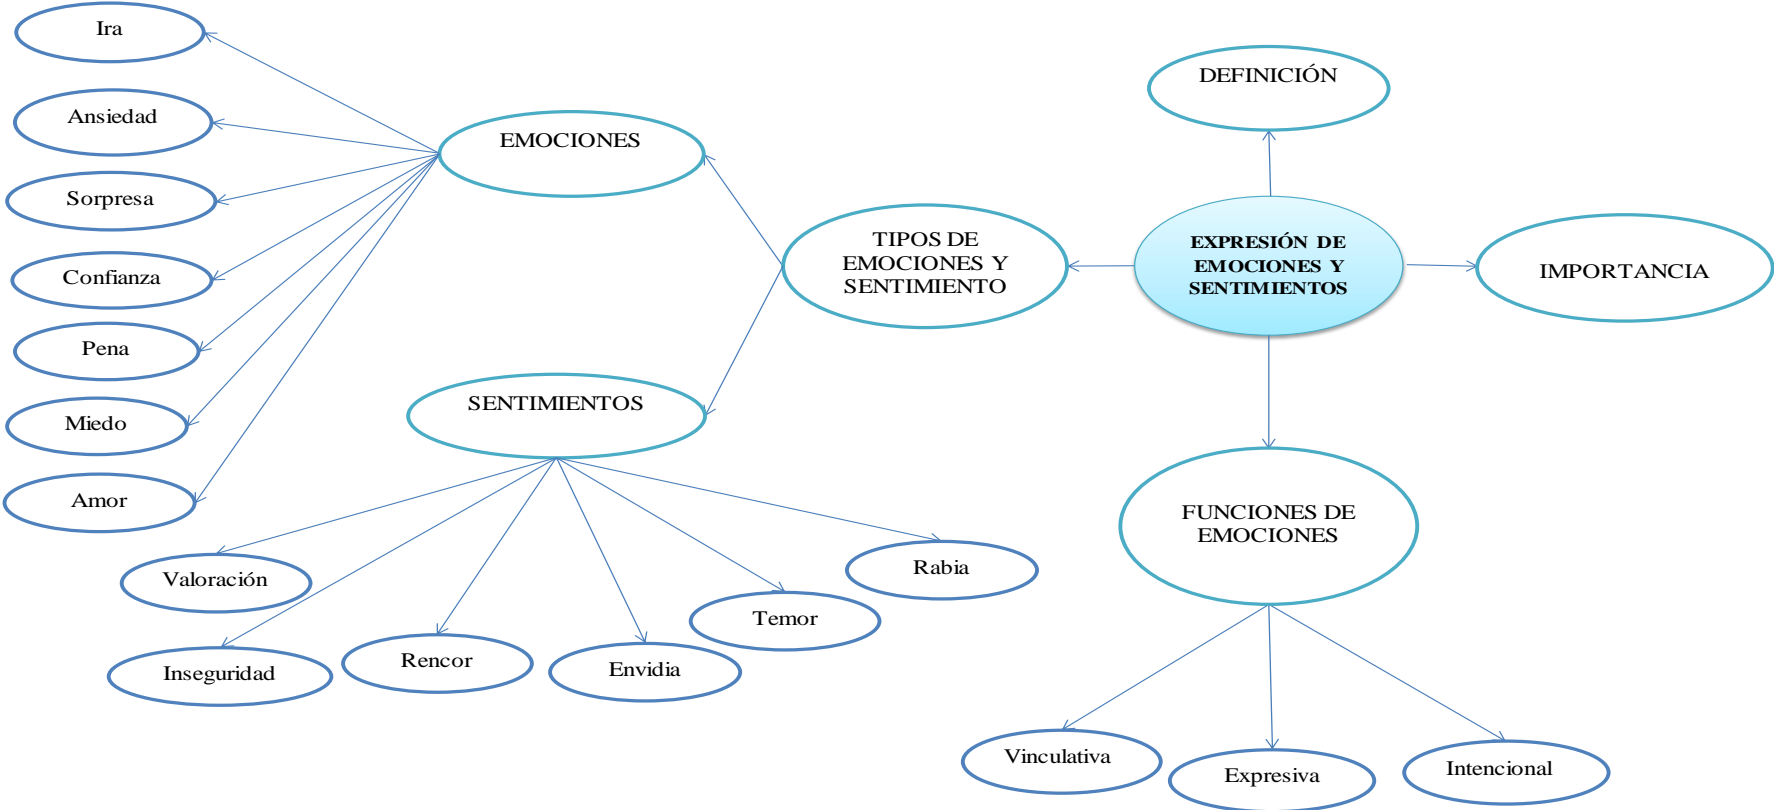 Ira
Ansiedad
Sorpresa
Confianza
Pena
Miedo
Amor
EMOCIONES
SENTIMIENTOS
Valoración
Inseguridad
Rencor
Envidia
Temor
Rabia
TIPOS DE
EMOCIONES Y
SENTIMIENTO
DEFINICIÓN
EXPRESIÓN DE
EMOCIONES Y
SENTIMIENTOS
IMPORTANCIA
FUNCIONES DE
EMOCIONES
Vinculativa
Expresiva
Intencional